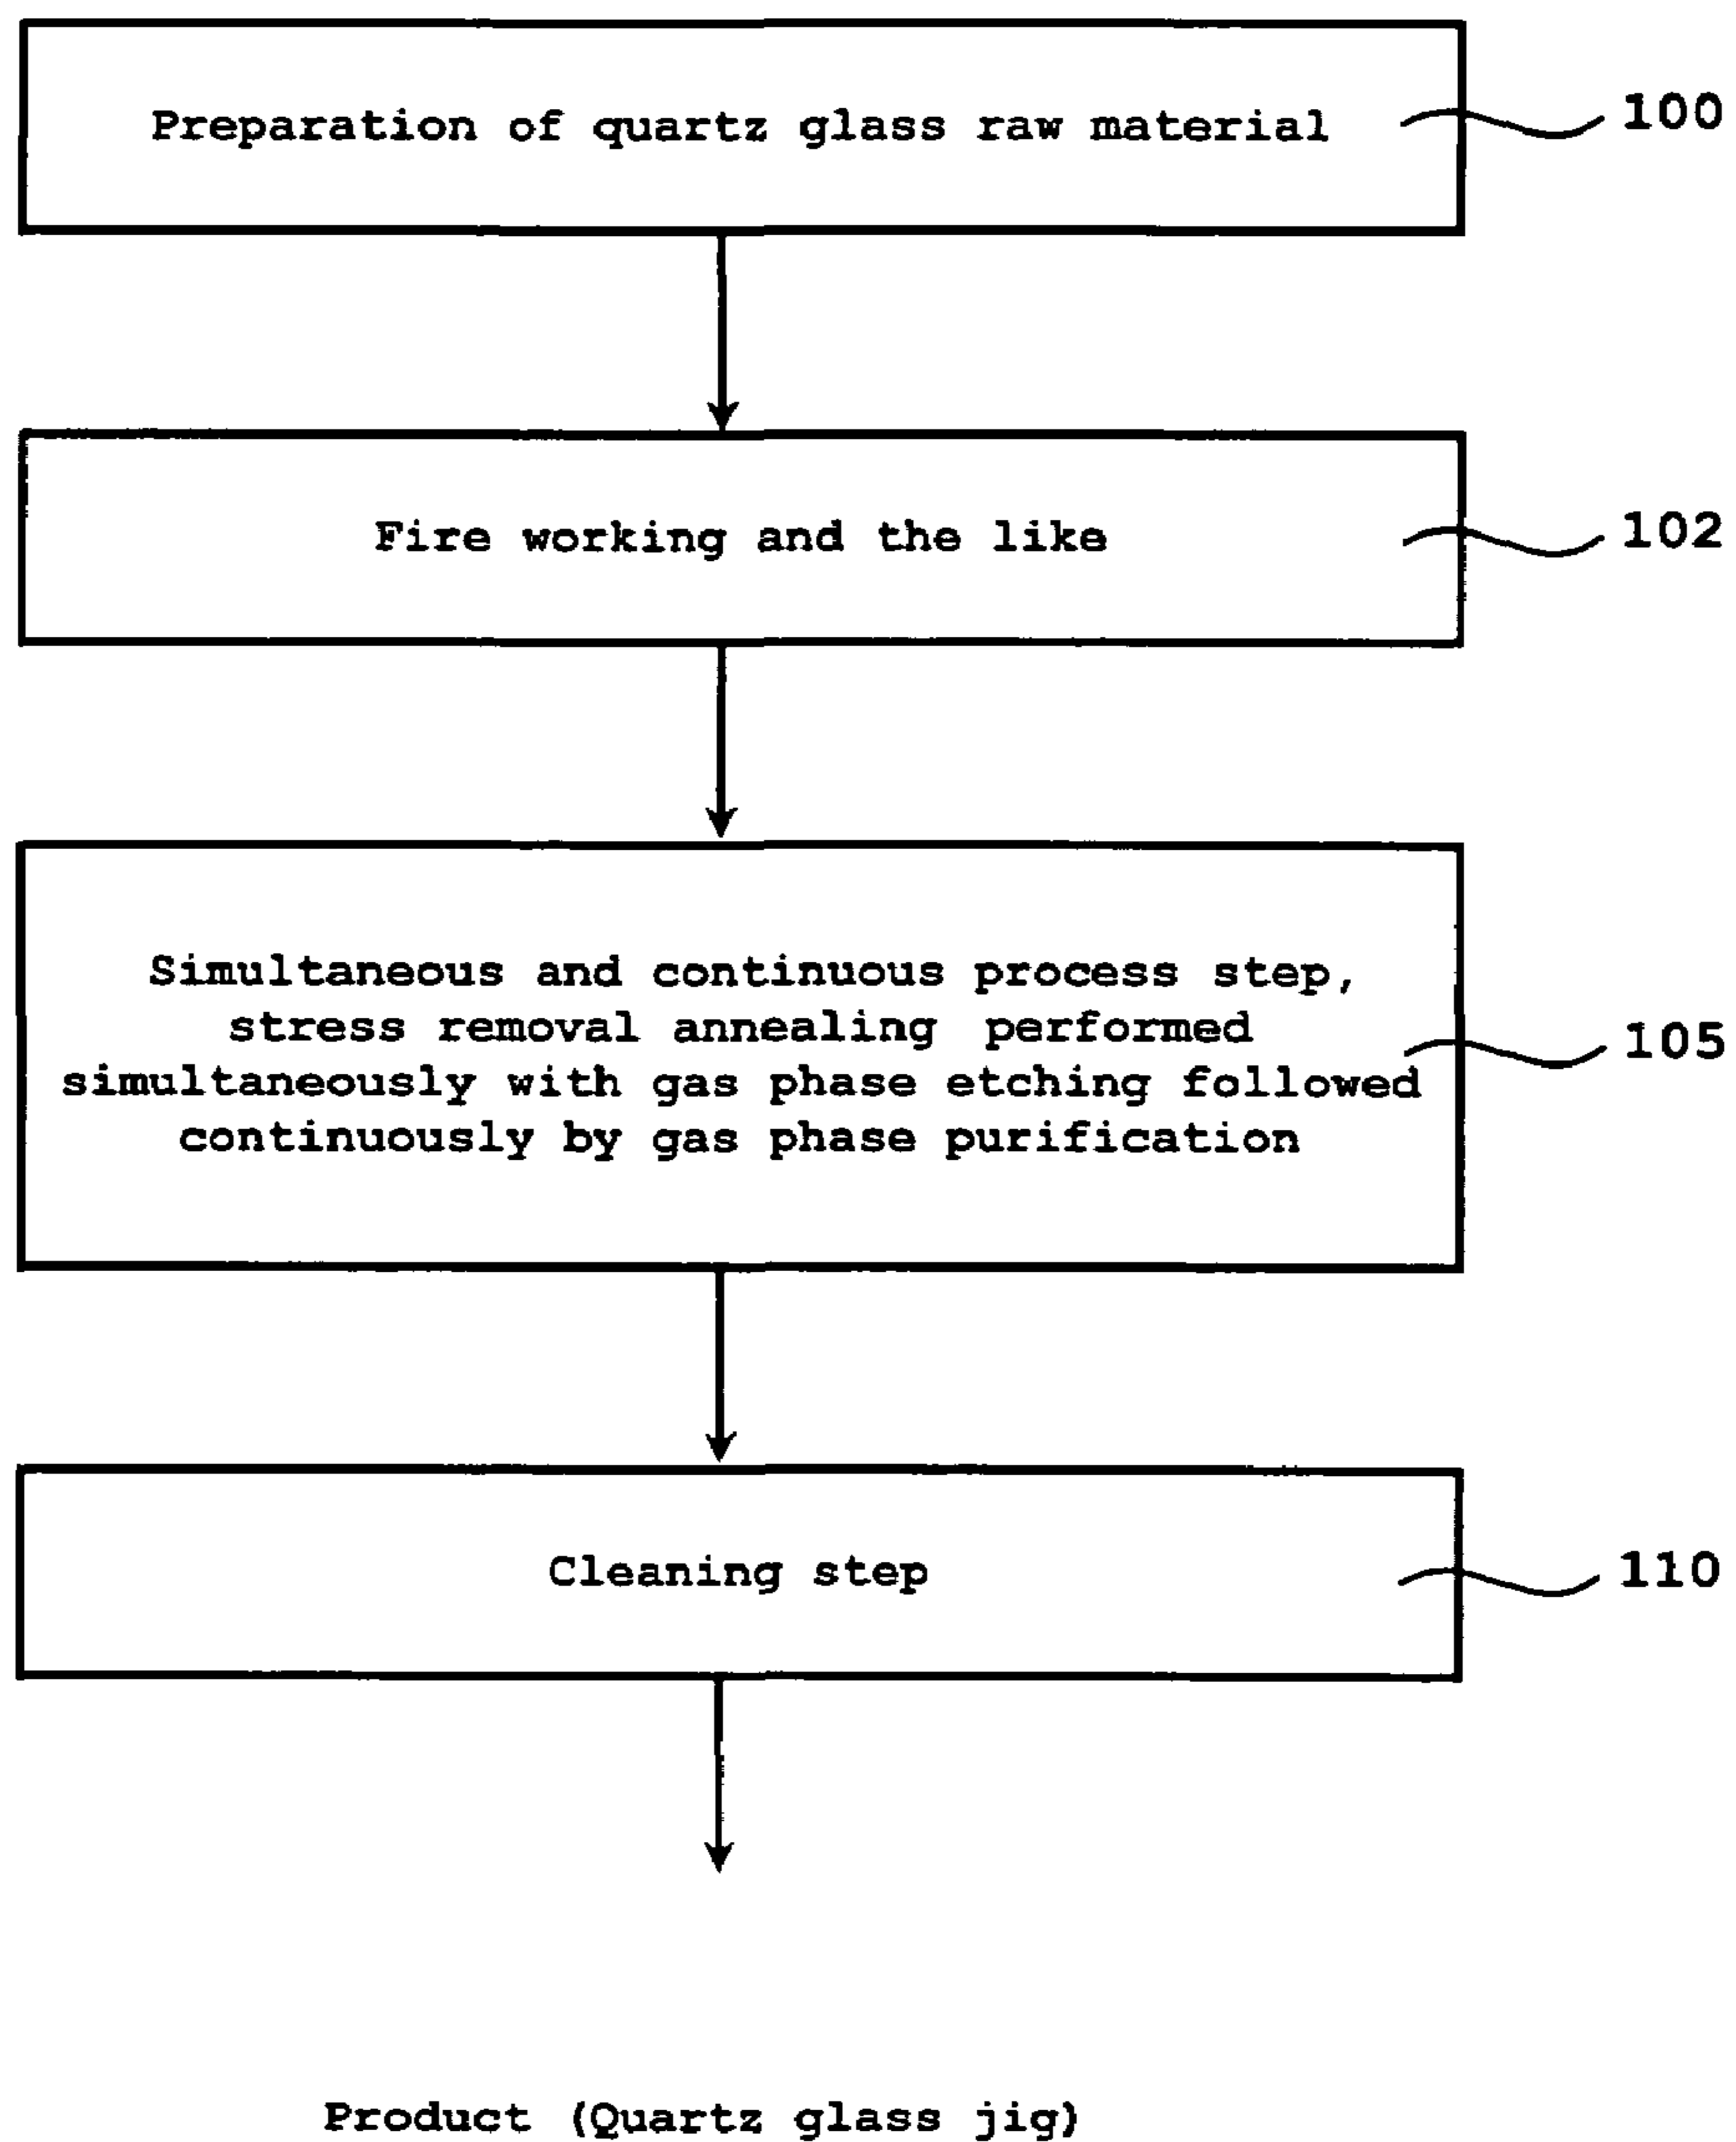 Preparation of quartz glass raw material
100
Fire working and the like
102
Simultaneous and continuous process step,
stress removal annealing performed
simultaneously with gas phase etching followed
continuously by gas phase purification
105
Cleaning step
110
Product (Quartz glass jig)